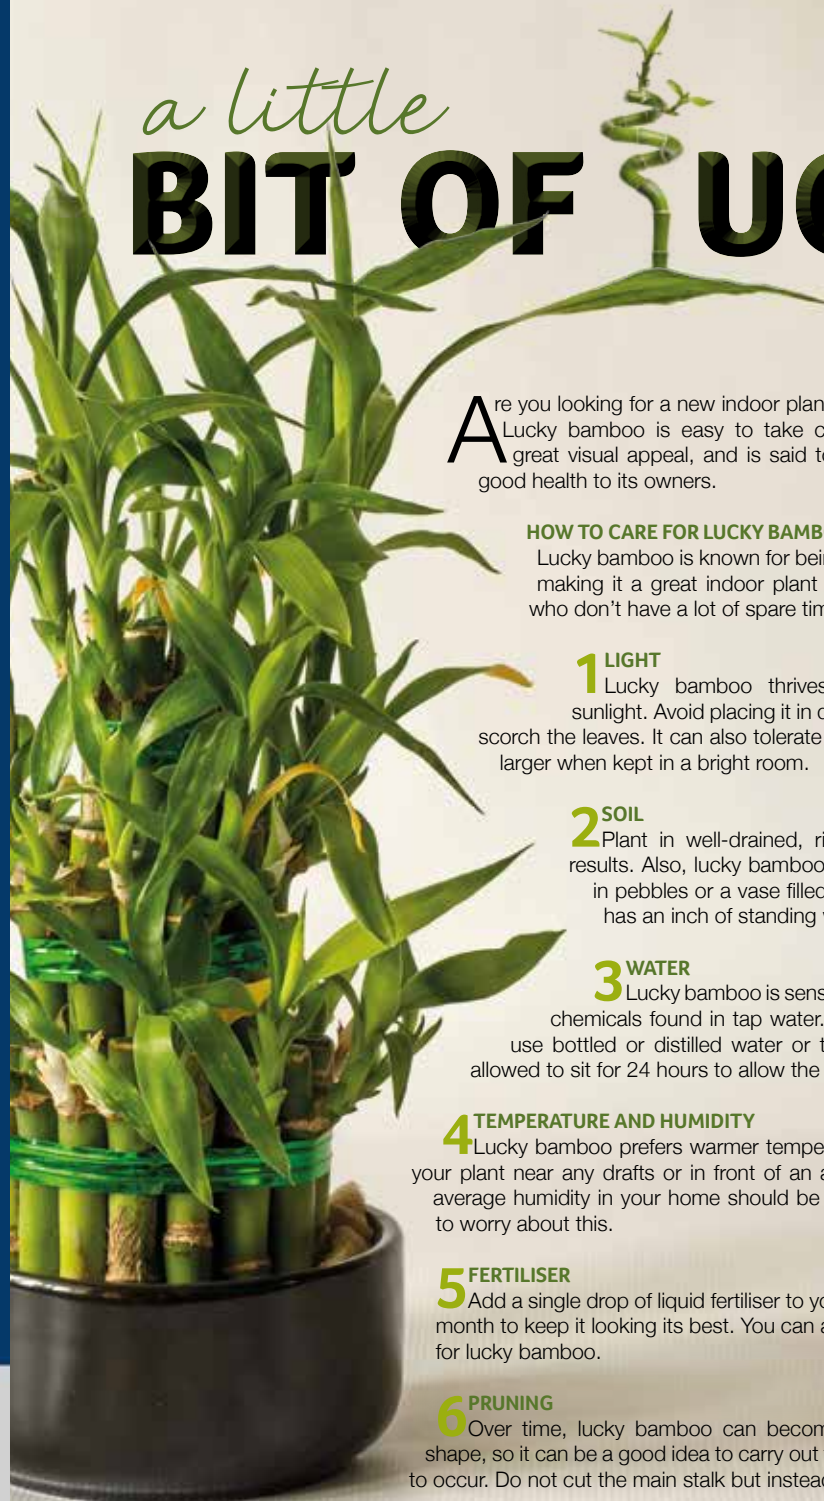 a little
BIT OF UC
Are you looking for a new indoor plan
Lucky bamboo is easy to take c
great visual appeal, and is said t
good health to its owners.
HOW TO CARE FOR LUCKY BAMB
Lucky bamboo is known for bei
making it a great indoor plant
who don't have a lot of spare tim
1 LIGHT
Lucky bamboo thrives
sunlight. Avoid placing it in
scorch the leaves. It can also tolerate
larger when kept in a bright room.
2 SOIL
Plant in well-drained, ri
results. Also, lucky bamboo
in pebbles or a vase filled
has an inch of standing
3 WATER
Lucky bamboo is sens
chemicals found in tap water.
use bottled or distilled water or t
allowed to sit for 24 hours to allow the
4 TEMPERATURE AND HUMIDITY
Lucky bamboo prefers warmer tempe
your plant near any drafts or in front of an a
average humidity in your home should be
to worry about this.
5 FERTILISER
Add a single drop of liquid fertiliser to yo
month to keep it looking its best. You can a
for lucky bamboo.
6 PRUNING
Over time, lucky bamboo can becom
shape, so it can be a good idea to carry out
to occur. Do not cut the main stalk but instead